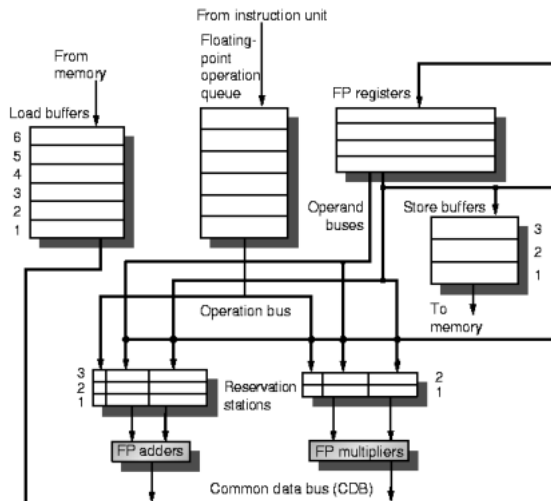 From instruction unit
From
memory
Floating-
point
operation
queue
FP registers
Load buffers
6
5
4
3
2
1
Operand
buses
Store buffers
3
2
1
Operation bus
To
memory
3
2
1
Reservation
stations
2
1
FP adders
FP multipliers
Common data bus (CDB)